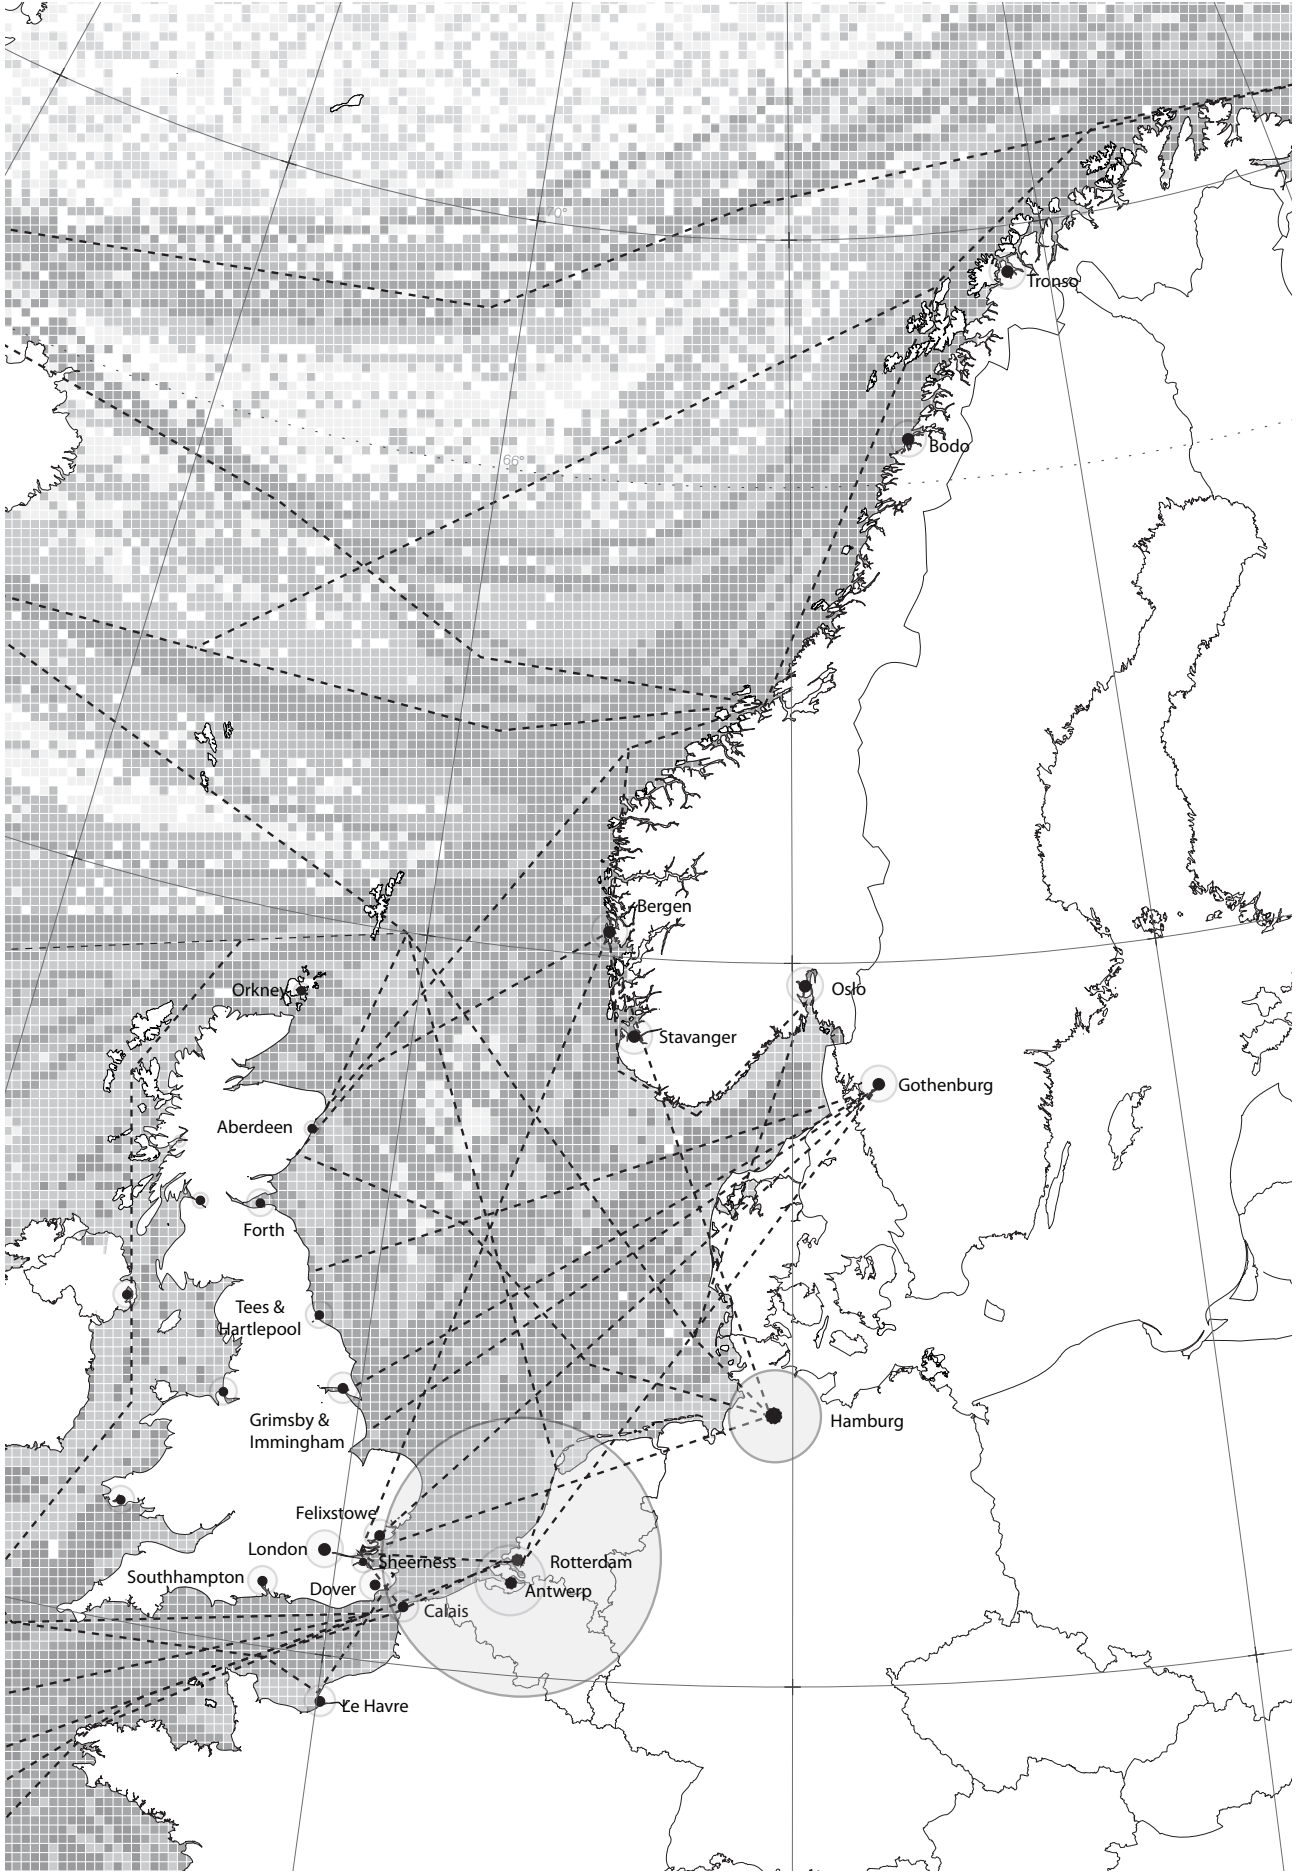 70°
Tronso
Bodo
66°
Bergen
Orkney
Oslo
Stavanger
Gothenburg
Aberdeen
Forth
Tees &
Hartlepool
Grimsby &
Immingham
Hamburg
Felixstowe
London
Sheerness
Rotterdam
Southhampton
Dover
Antwerp
Calais
Le Havre